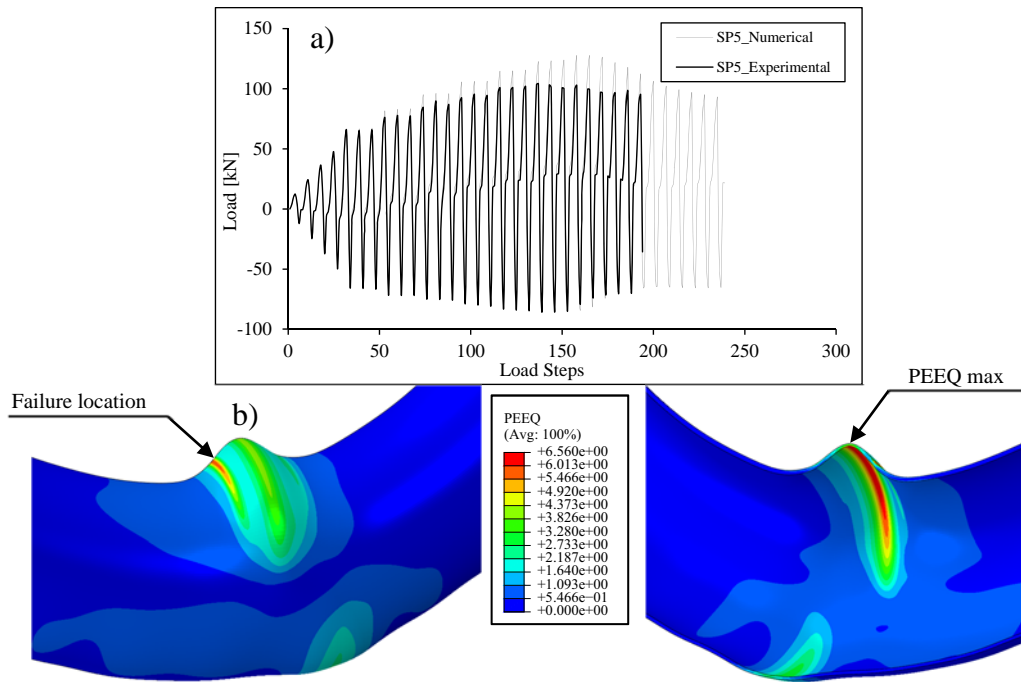 a)
SP5_Numerical
SP5_Experimental
150
100
50
0
-50
-100
Load [kN]
0
50
100
150
200
250
300
Load Steps
Failure location
b)
PEEQ max
PEEQ
(Avg: 100%)
+6.560e+00
+6.013e+00
+5.466e+00
+4.920e+00
+4.373e+00
+3.826e+00
+3.280e+00
+2.733e+00
+2.187e+00
+1.640e+00
+1.093e+00
+5.466e−01
+0.000e+00